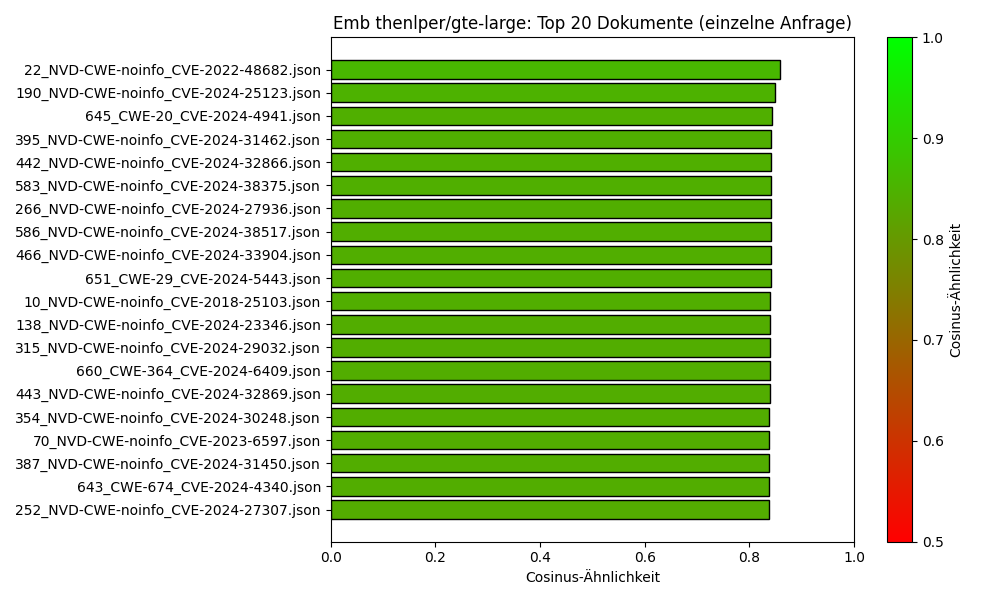 Emb thenlper/gte-large: Top 20 Dokumente (einzelne Anfrage)
22_NVD-CWE-noinfo_CVE-2022-48682.json
190_NVD-CWE-noinfo_CVE-2024-25123.json
645_CWE-20_CVE-2024-4941.json
395_NVD-CWE-noinfo_CVE-2024-31462.json
442_NVD-CWE-noinfo_CVE-2024-32866.json
583_NVD-CWE-noinfo_CVE-2024-38375.json
266_NVD-CWE-noinfo_CVE-2024-27936.json
586_NVD-CWE-noinfo_CVE-2024-38517.json
466_NVD-CWE-noinfo_CVE-2024-33904.json
651_CWE-29_CVE-2024-5443.json
10_NVD-CWE-noinfo_CVE-2018-25103.json
138_NVD-CWE-noinfo_CVE-2024-23346.json
315_NVD-CWE-noinfo_CVE-2024-29032.json
660_CWE-364_CVE-2024-6409.json
443_NVD-CWE-noinfo_CVE-2024-32869.json
354_NVD-CWE-noinfo_CVE-2024-30248.json
70_NVD-CWE-noinfo_CVE-2023-6597.json
387_NVD-CWE-noinfo_CVE-2024-31450.json
643_CWE-674_CVE-2024-4340.json
252_NVD-CWE-noinfo_CVE-2024-27307.json
0.0 0.2 0.4 0.6 0.8 1.0
Cosinus-Ähnlichkeit
1.0
0.9
0.8
0.7
0.6
0.5
Cosinus-Ähnlichkeit